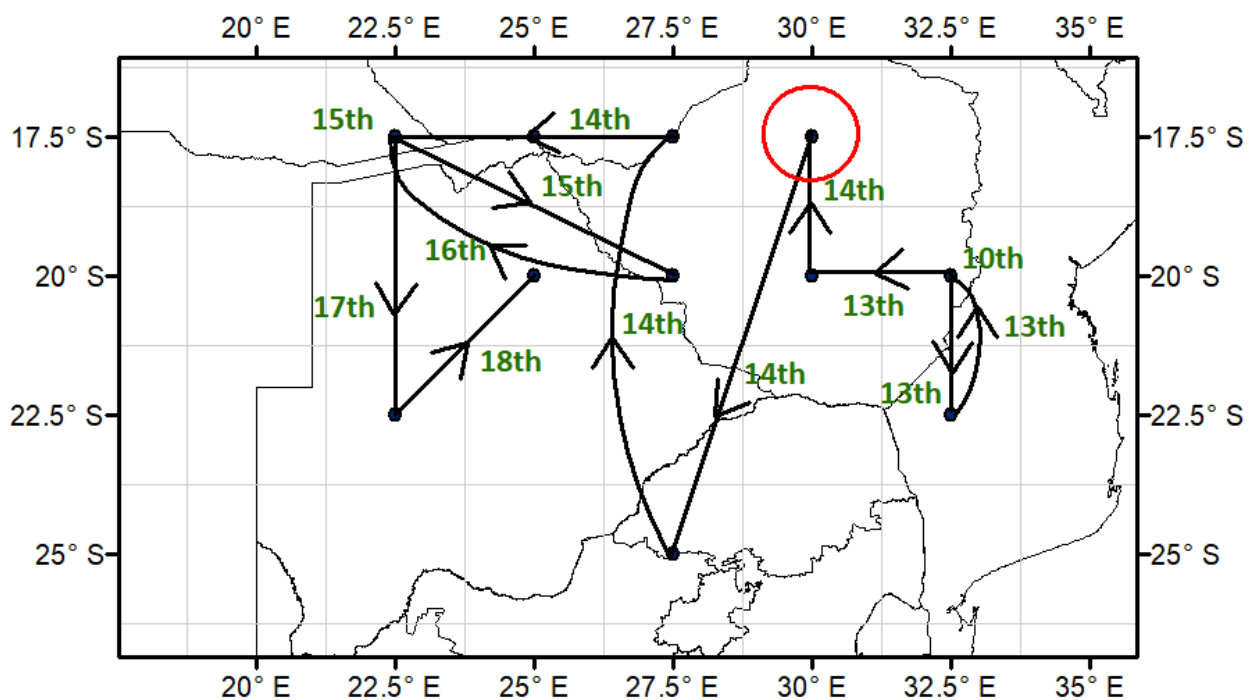 20° E 22.5° E 25° E 27.5° E 30° E 32.5° E 35° E
15th 14th
17.5° S 17.5° S
15th 14th
16th 10th
20° S 20° S
17th 14th 13th 13th
18th 14th 13th
22.5° S 22.5° S
25° S 25° S
20° E 22.5° E 25° E 27.5° E 30° E 32.5° E 35° E